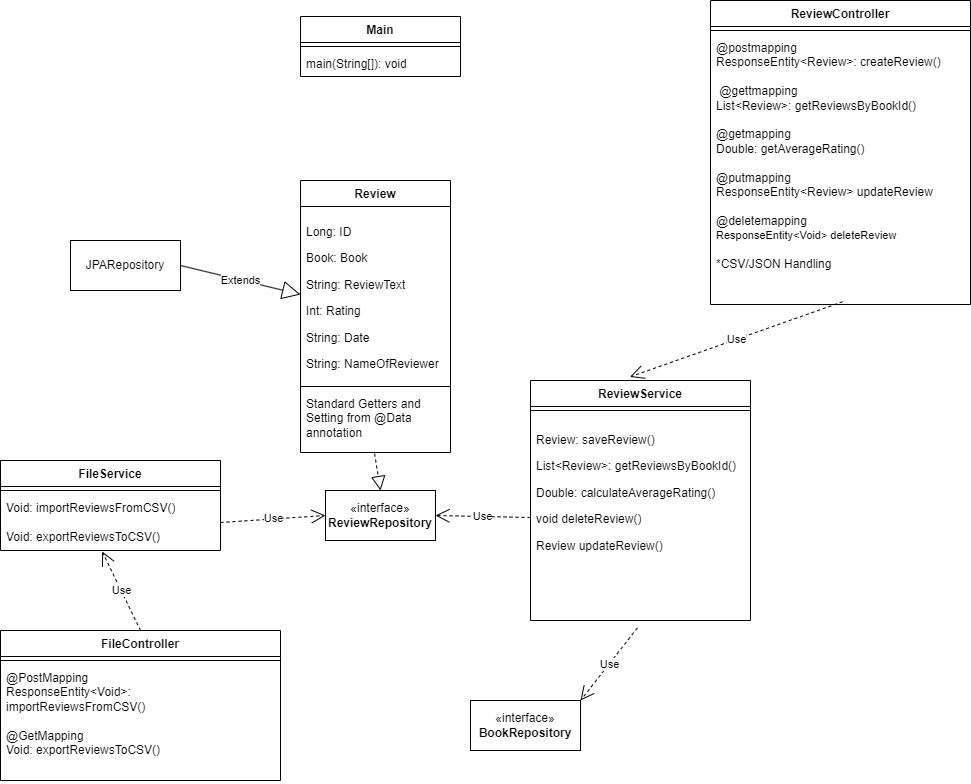 Main
main(String[]): void
ReviewController
@postmapping
ResponseEntity<Review>: createReview()
@gettmapping
List<Review>: getReviewsByBookId()
@getmapping
Double: getAverageRating()
@putmapping
ResponseEntity<Review> updateReview
@deletemapping
ResponseEntity<Void> deleteReview
*CSV/JSON Handling
Use
Review
Long: ID
Book: Book
String: ReviewText
Int: Rating
String: Date
String: NameOfReviewer
Standard Getters and
Setting from @Data
annotation
JPARepository
Extends
ReviewService
Review: saveReview()
List<Review>: getReviewsByBookId()
Double: calculateAverageRating()
void deleteReview()
Review updateReview()
FileService
Void: importReviewsFromCSV()
Void: exportReviewsToCSV()
Use
«interface»
ReviewRepository
Use
Use
FileController
@PostMapping
ResponseEntity<Void>:
importReviewsFromCSV()
@GetMapping
Void: exportReviewsToCSV()
Use
«interface»
BookRepository